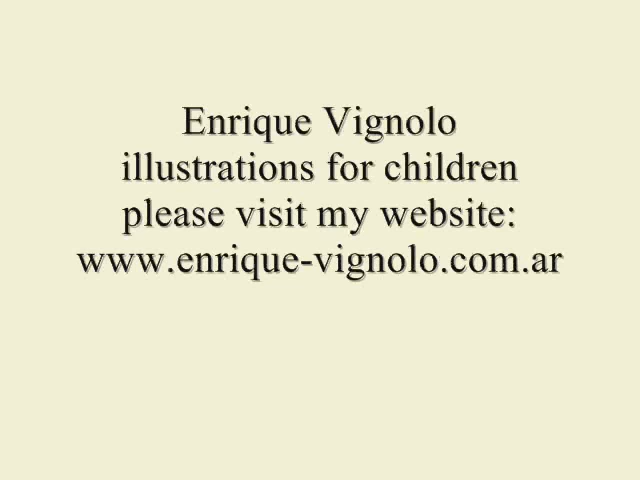 Enrique Vignolo
illustrations for children
please visit my website:
www.enrique-vignolo.com.ar